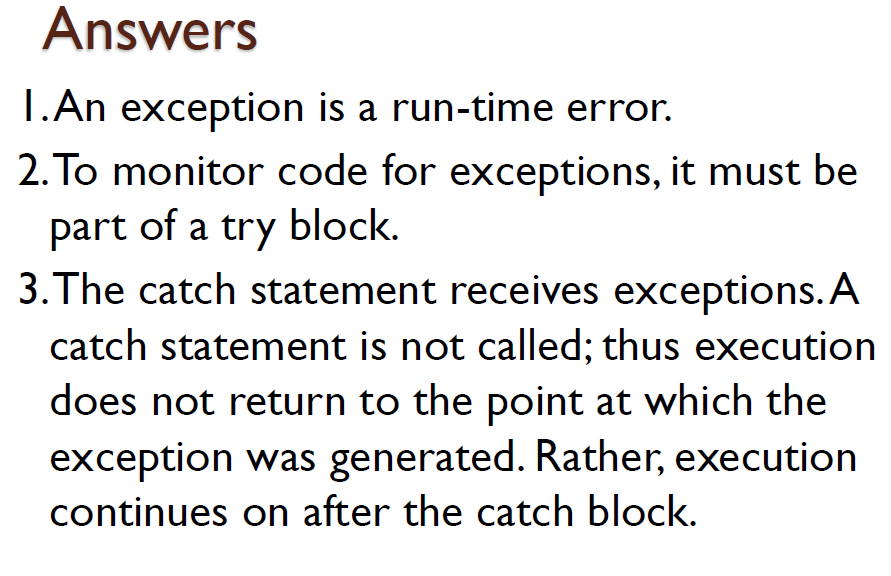 Answers
1. An exception is a run-time error.
2. To monitor code for exceptions, it must be
part of a try block.
3. The catch statement receives exceptions. A
catch statement is not called; thus execution
does not return to the point at which the
exception was generated. Rather, execution
continues on after the catch block.